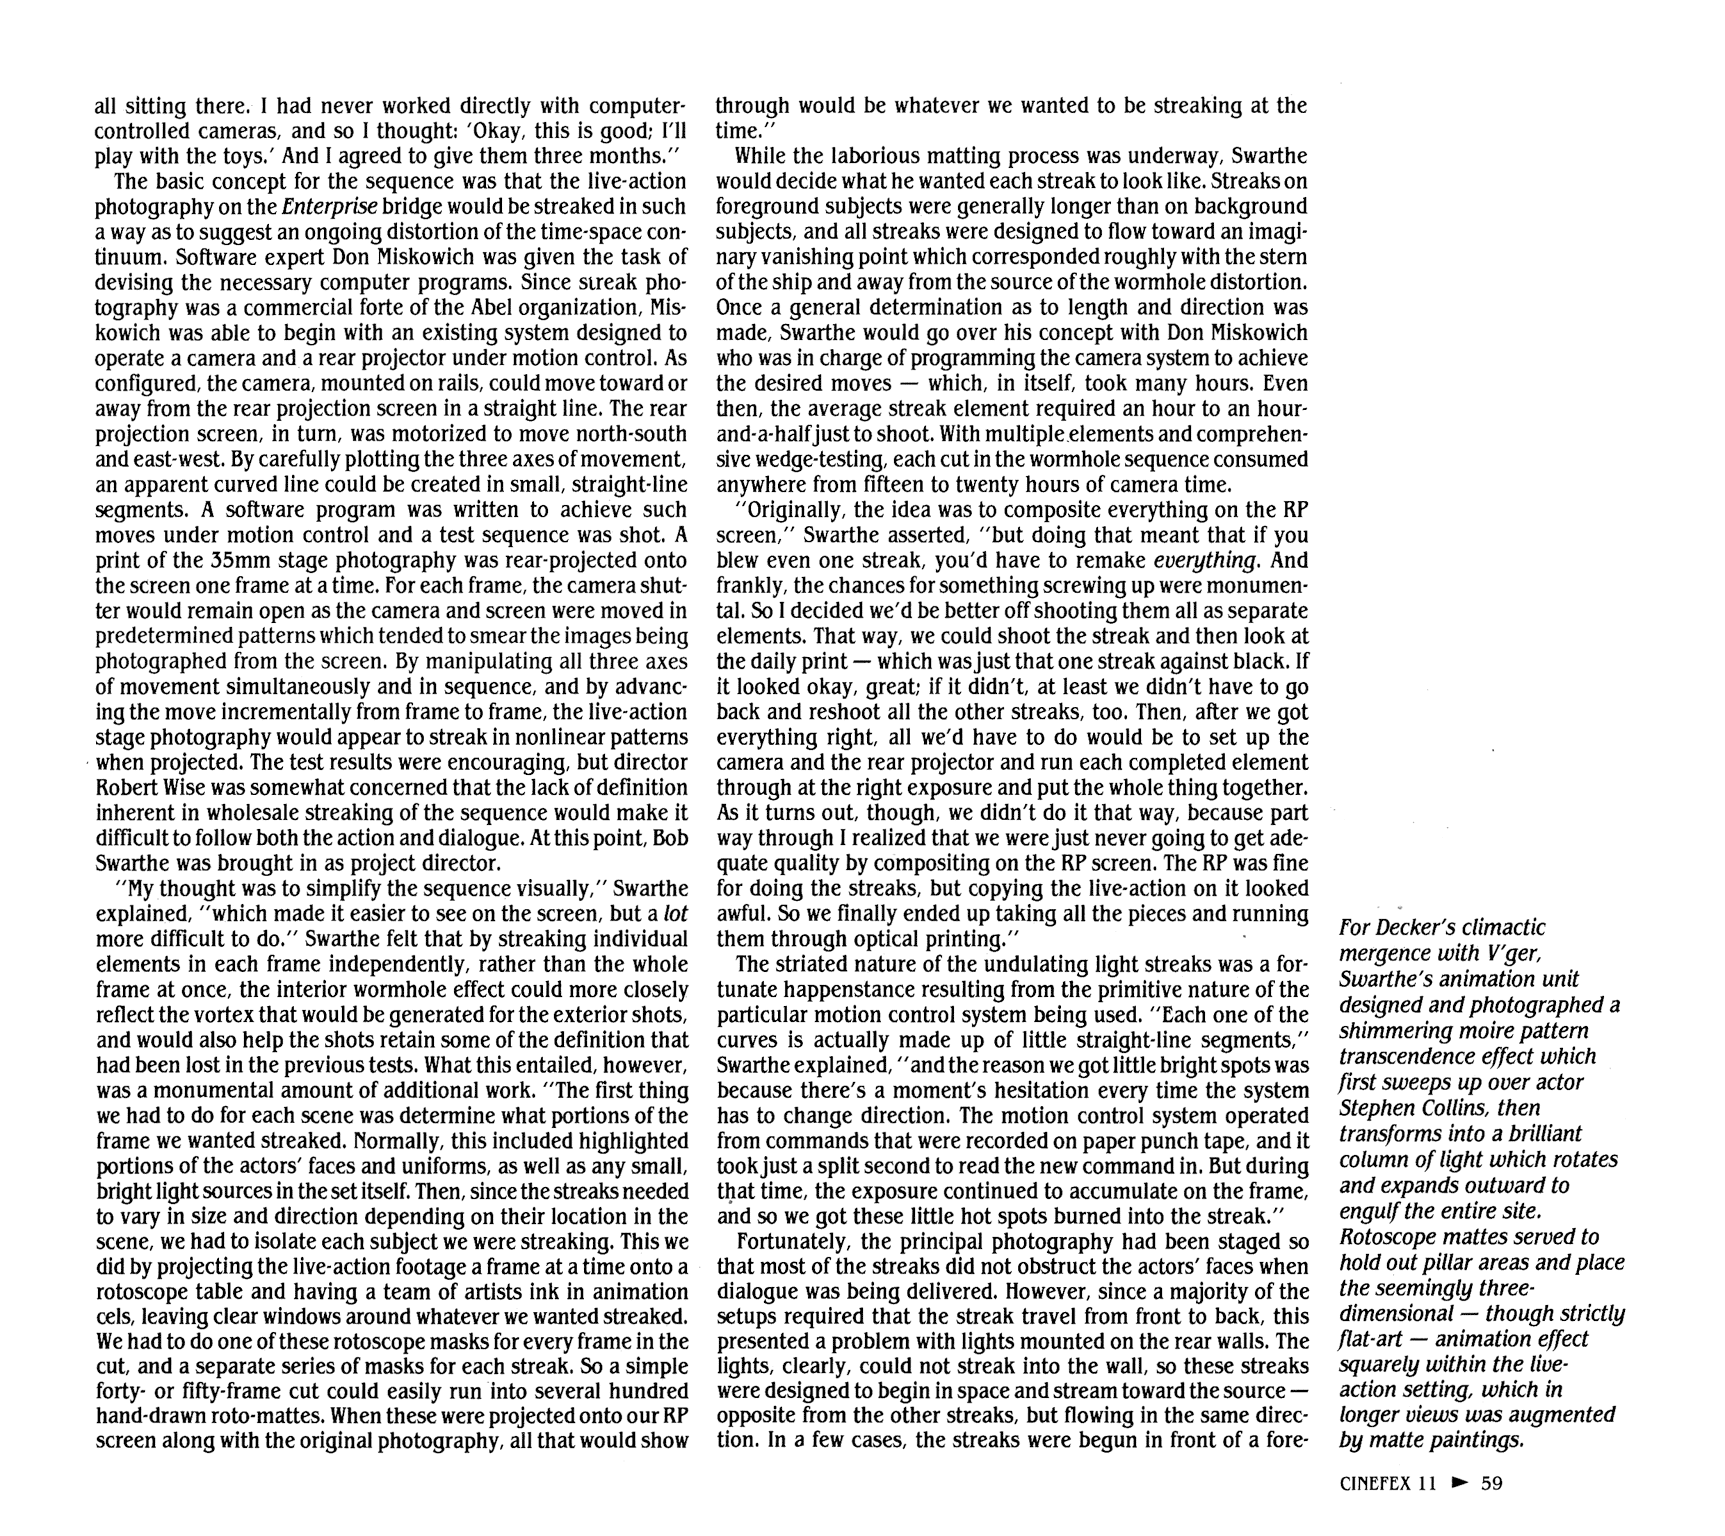 all sitting there. I had never worked directly with computer-
controlled cameras, and so I thought: 'Okay, this is good; I'll
play with the toys.' And I agreed to give them three months."
The basic concept for the sequence was that the live-action
photography on the Enterprise bridge would be streaked in such
a way as to suggest an ongoing distortion of the time-space con-
tinuum. Software expert Don Miskowich was given the task of
devising the necessary computer programs. Since streak pho-
tography was a commercial forte of the Abel organization, Mis-
kowich was able to begin with an existing system designed to
operate a camera and a rear projector under motion control. As
configured, the camera, mounted on rails, could move toward or
away from the rear projection screen in a straight line. The rear
projection screen, in turn, was motorized to move north-south
and east-west. By carefully plotting the three axes of movement,
an apparent curved line could be created in small, straight-line
segments. A software program was written to achieve such
moves under motion control and a test sequence was shot. A
print of the 35mm stage photography was rear-projected onto
the screen one frame at a time. For each frame, the camera shut-
ter would remain open as the camera and screen were moved in
predetermined patterns which tended to smear the images being
photographed from the screen. By manipulating all three axes
of movement simultaneously and in sequence, and by advanc-
ing the move incrementally from frame to frame, the live-action
stage photography would appear to streak in nonlinear patterns
when projected. The test results were encouraging, but director
Robert Wise was somewhat concerned that the lack of definition
inherent in wholesale streaking of the sequence would make it
difficult to follow both the action and dialogue. At this point, Bob
Swarthe was brought in as project director.
"My thought was to simplify the sequence visually," Swarthe
explained, "which made it easier to see on the screen, but a lot
more difficult to do." Swarthe felt that by streaking individual
elements in each frame independently, rather than the whole
frame at once, the interior wormhole effect could more closely
reflect the vortex that would be generated for the exterior shots,
and would also help the shots retain some of the definition that
had been lost in the previous tests. What this entailed, however,
was a monumental amount of additional work. "The first thing
we had to do for each scene was determine what portions of the
frame we wanted streaked. Normally, this included highlighted
portions of the actors' faces and uniforms, as well as any small,
bright light sources in the set itself. Then, since the streaks needed
to vary in size and direction depending on their location in the
scene, we had to isolate each subject we were streaking. This we
did by projecting the live-action footage a frame at a time onto a
rotoscope table and having a team of artists ink in animation
cels, leaving clear windows around whatever we wanted streaked.
We had to do one of these rotoscope masks for every frame in the
cut, and a separate series of masks for each streak. So a simple
forty- or fifty-frame cut could easily run into several hundred
hand-drawn roto-mattes. When these were projected onto our RP
screen along with the original photography, all that would show
through would be whatever we wanted to be streaking at the
time."
While the laborious matting process was underway, Swarthe
would decide what he wanted each streak to look like. Streaks on
foreground subjects were generally longer than on background
subjects, and all streaks were designed to flow toward an imagi-
nary vanishing point which corresponded roughly with the stern
of the ship and away from the source of the wormhole distortion.
Once a general determination as to length and direction was
made, Swarthe would go over his concept with Don Miskowich
who was in charge of programming the camera system to achieve
the desired moves — which, in itself, took many hours. Even
then, the average streak element required an hour to an hour-
and-a-half just to shoot. With multiple elements and comprehen-
sive wedge-testing, each cut in the wormhole sequence consumed
anywhere from fifteen to twenty hours of camera time.
"Originally, the idea was to composite everything on the RP
screen," Swarthe asserted, "but doing that meant that if you
blew even one streak, you'd have to remake everything. And
frankly, the chances for something screwing up were monumen-
tal. So I decided we'd be better off shooting them all as separate
elements. That way, we could shoot the streak and then look at
the daily print — which was just that one streak against black. If
it looked okay, great; if it didn't, at least we didn't have to go
back and reshoot all the other streaks, too. Then, after we got
everything right, all we'd have to do would be to set up the
camera and the rear projector and run each completed element
through at the right exposure and put the whole thing together.
As it turns out, though, we didn't do it that way, because part
way through I realized that we were just never going to get ade-
quate quality by compositing on the RP screen. The RP was fine
for doing the streaks, but copying the live-action on it looked
awful. So we finally ended up taking all the pieces and running
them through optical printing."
The striated nature of the undulating light streaks was a for-
tunate happenstance resulting from the primitive nature of the
particular motion control system being used. "Each one of the
curves is actually made up of little straight-line segments,"
Swarthe explained, "and the reason we got little bright spots was
because there's a moment's hesitation every time the system
has to change direction. The motion control system operated
from commands that were recorded on paper punch tape, and it
took just a split second to read the new command in. But during
that time, the exposure continued to accumulate on the frame,
and so we got these little hot spots burned into the streak."
Fortunately, the principal photography had been staged so
that most of the streaks did not obstruct the actors' faces when
dialogue was being delivered. However, since a majority of the
setups required that the streak travel from front to back, this
presented a problem with lights mounted on the rear walls. The
lights, clearly, could not streak into the wall, so these streaks
were designed to begin in space and stream toward the source —
opposite from the other streaks, but flowing in the same direc-
tion. In a few cases, the streaks were begun in front of a fore-
For Decker's climactic
mergence with V'ger,
Swarthe's animation unit
designed and photographed a
shimmering moire pattern
transcendence effect which
first sweeps up over actor
Stephen Collins, then
transforms into a brilliant
column of light which rotates
and expands outward to
engulf the entire site.
Rotoscope mattes served to
hold out pillar areas and place
the seemingly three-
dimensional — though strictly
flat-art — animation effect
squarely within the live-
action setting, which in
longer views was augmented
by matte paintings.
CINEFEX 11 ► 59